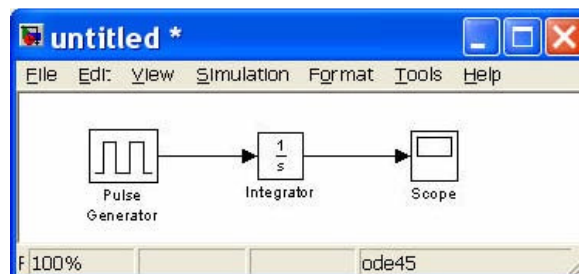 untitled *
File Edit View Simulation Format Tools Help
1
s
Pulse
Generator
Integrator
Scope
F 100% ode45